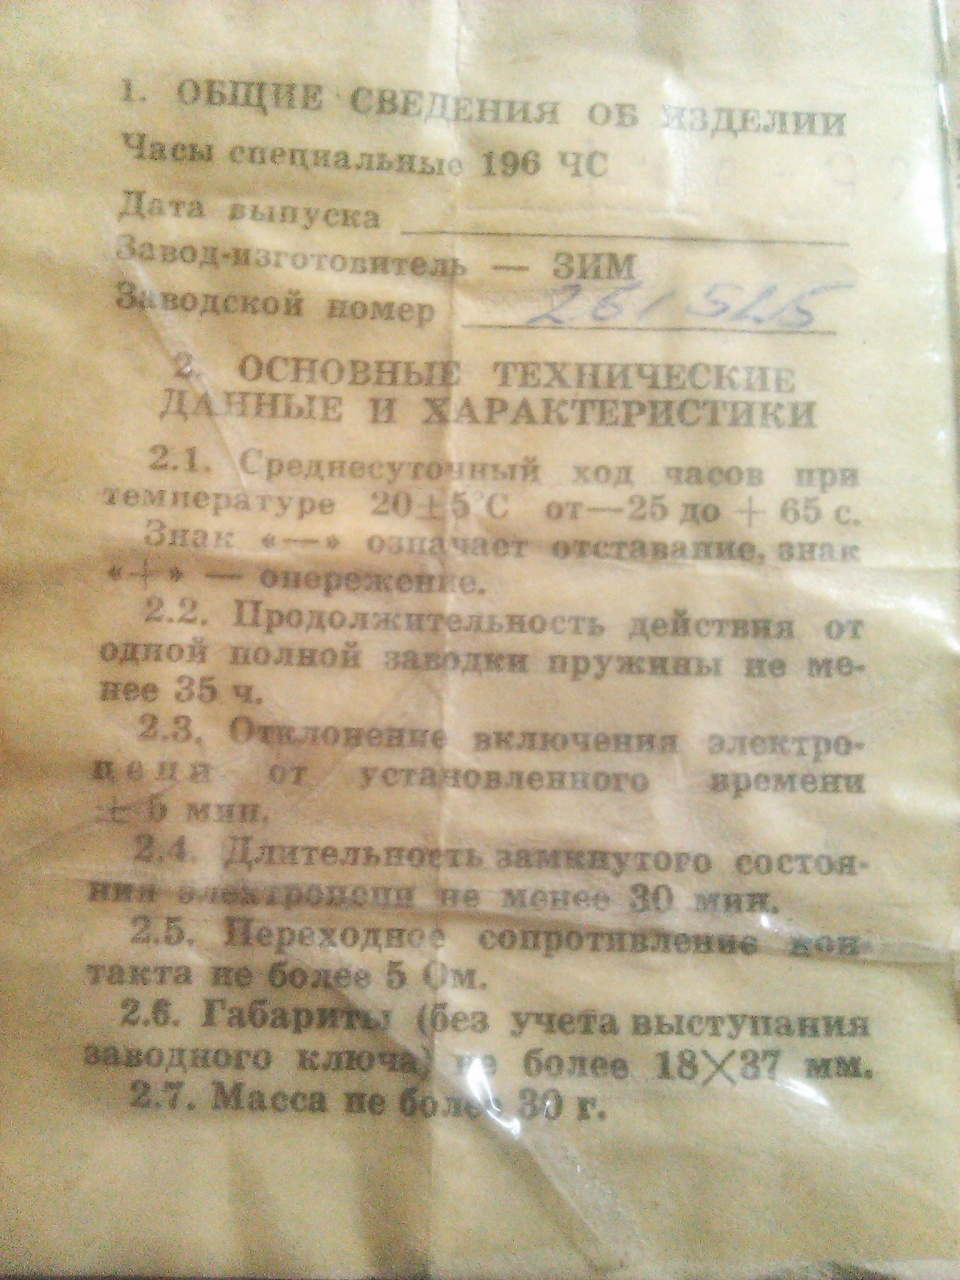 1. ОБЩИЕ СВЕДЕНИЯ ОБ ИЗДЕЛИИ
Часы специальные 196 ЧС
Дата выпуска
Завод-изготовитель — ЗИМ
Заводской номер
2. ОСНОВНЫЕ ТЕХНИЧЕСКИЕ
ДАННЫЕ И ХАРАКТЕРИСТИКИ
2.1. Среднесуточный ход часов при
температуре 20±5°С от—25 до + 65 с.
Знак «—» означает отставание, знак
«+» — опережение.
2.2. Продолжительность действия от
одной полной заводки пружины не ме-
нее 35 ч.
2.3. Отклонение включения электро-
цепи от установленного времени
± 5 мин.
2.4. Длительность замкнутого состоя-
нии электроцепи не менее 30 мин.
2.5. Переходное сопротивление кон-
такта не более 5 Ом.
2.6. Габариты (без учета выступания
заводного ключа) не более 18×37 мм.
2.7. Масса не более 30 г.